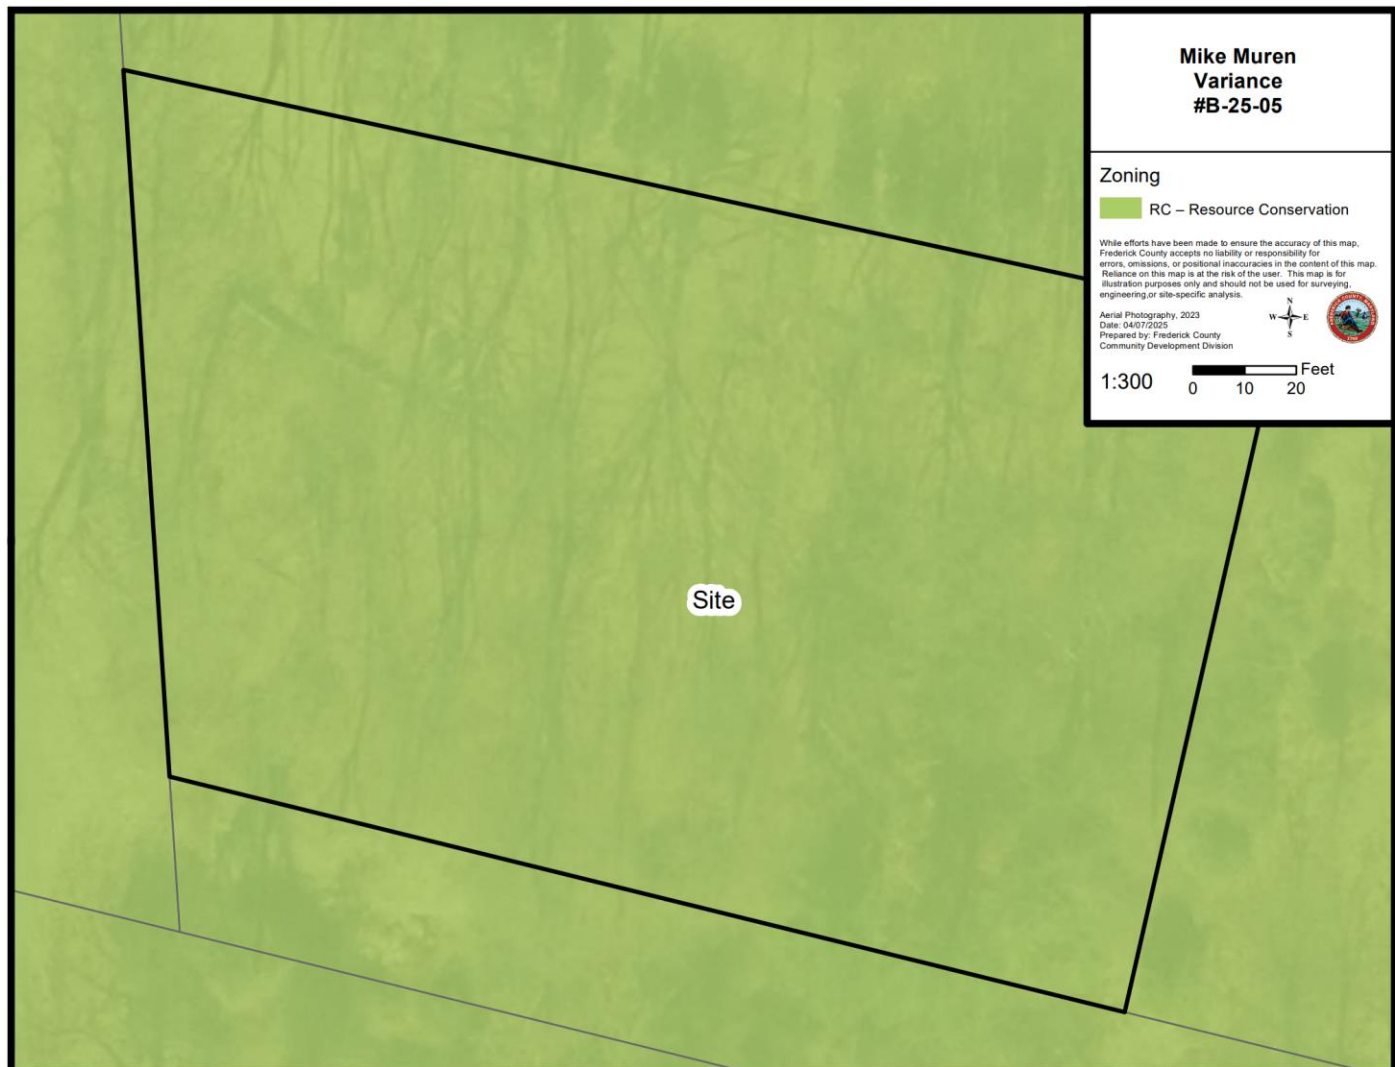 Mike Muren
Variance
#B-25-05
Zoning
RC – Resource Conservation
While efforts have been made to ensure the accuracy of this map,
Frederick County accepts no liability or responsibility for
errors, omissions, or positional inaccuracies in the content of this map.
Reliance on this map is at the risk of the user. This map is for
illustration purposes only and should not be used for surveying,
engineering,or site-specific analysis.
Aerial Photography, 2023
Date: 04/07/2025
Prepared by: Frederick County
Community Development Division
N
W E
S
1:300
Feet
0 10 20
Site